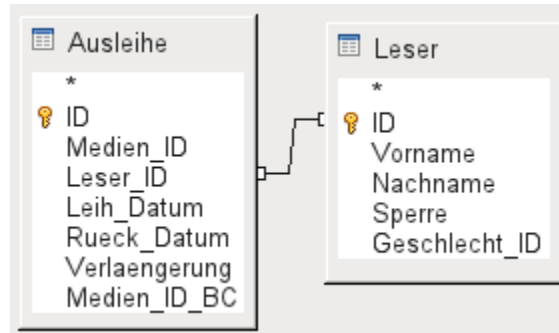 Ausleihe
*
ID
Medien_ID
Leser_ID
Leih_Datum
Rueck_Datum
Verlaengerung
Medien_ID_BC
Leser
*
ID
Vorname
Nachname
Sperre
Geschlecht_ID